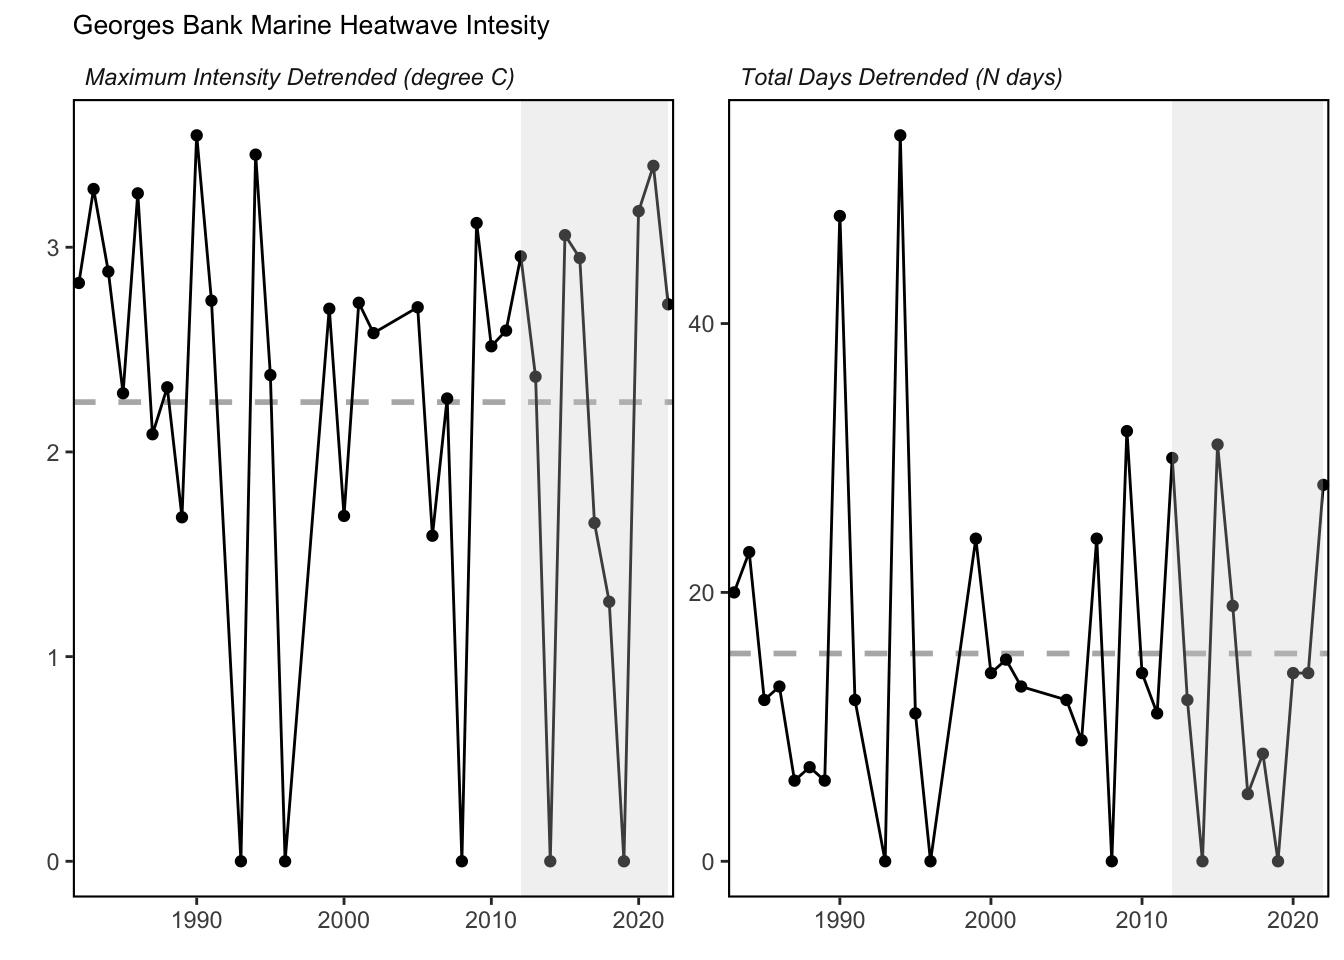 Georges Bank Marine Heatwave Intesity
Maximum Intensity Detrended (degree C)
3
2
1
0
1990 2000 2010 2020
Total Days Detrended (N days)
40
20
0
1990 2000 2010 2020